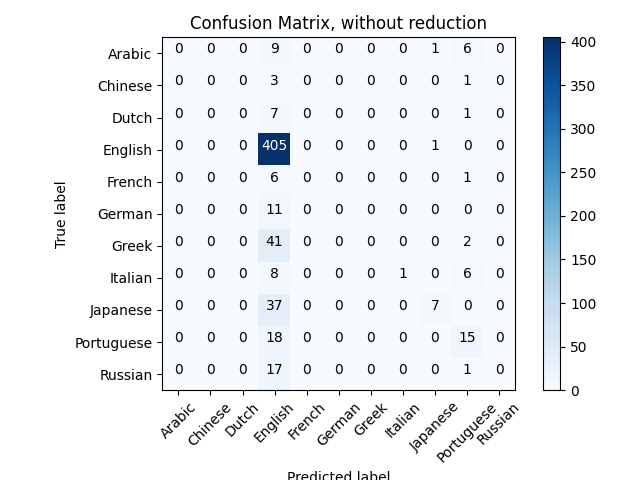 Confusion Matrix, without reduction
Arabic 0 0 0 9 0 0 0 0 1 6 0
Chinese 0 0 0 3 0 0 0 0 0 1 0
Dutch 0 0 0 7 0 0 0 0 0 1 0
English 0 0 0 405 0 0 0 0 1 0 0
French 0 0 0 6 0 0 0 0 0 1 0
German 0 0 0 11 0 0 0 0 0 0 0
Greek 0 0 0 41 0 0 0 0 0 2 0
Italian 0 0 0 8 0 0 0 1 0 6 0
Japanese 0 0 0 37 0 0 0 0 7 0 0
Portuguese 0 0 0 18 0 0 0 0 0 15 0
Russian 0 0 0 17 0 0 0 0 0 1 0
True label
Arabic Chinese Dutch English French German Greek Italian Japanese Portuguese Russian
Predicted label
400
350
300
250
200
150
100
50
0